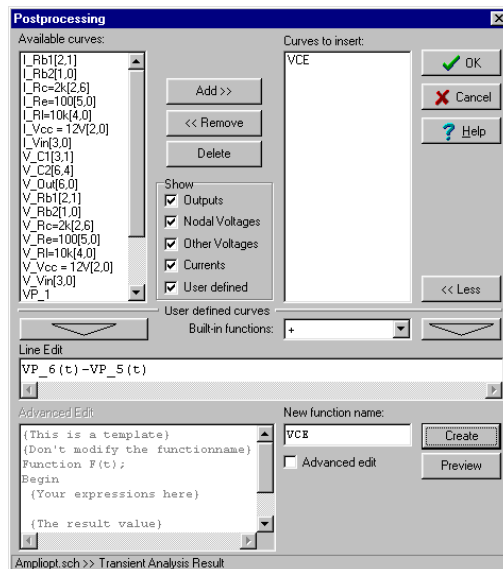 Postprocessing
Available curves:
I_Rb1[2,1]
I_Rb2[1,0]
I_Rc=2k[2,6]
I_Re=100[5,0]
I_Rl=10k[4,0]
I_Vcc = 12V[2,0]
I_Vin[3,0]
V_C1[3,1]
V_C2[6,4]
V_Out[6,0]
V_Rb1[2,1]
V_Rb2[1,0]
V_Rc=2k[2,6]
V_Re=100[5,0]
V_Rl=10k[4,0]
V_Vcc = 12V[2,0]
V_Vin[3,0]
VP_1
Add >>
<< Remove
Delete
Show
Outputs
Nodal Voltages
Other Voltages
Currents
User defined
Curves to insert:
VCE
OK
Cancel
Help
<< Less
User defined curves
Built-in functions:
+
Line Edit
VP_6(t)-VP_5(t)
Advanced Edit
{This is a template}
{Don't modify the functionname}
Function F(t);
Begin
{Your expressions here}
{The result value}
New function name:
VCE
Advanced edit
Create
Preview
Ampliopt.sch >> Transient Analysis Result